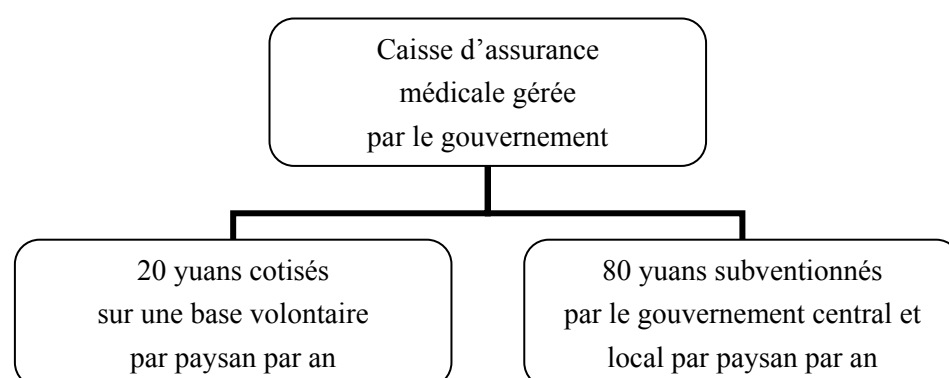 Caisse d’assurance
médicale gérée
par le gouvernement
20 yuans cotisés
sur une base volontaire
par paysan par an
80 yuans subventionnés
par le gouvernement central et
local par paysan par an